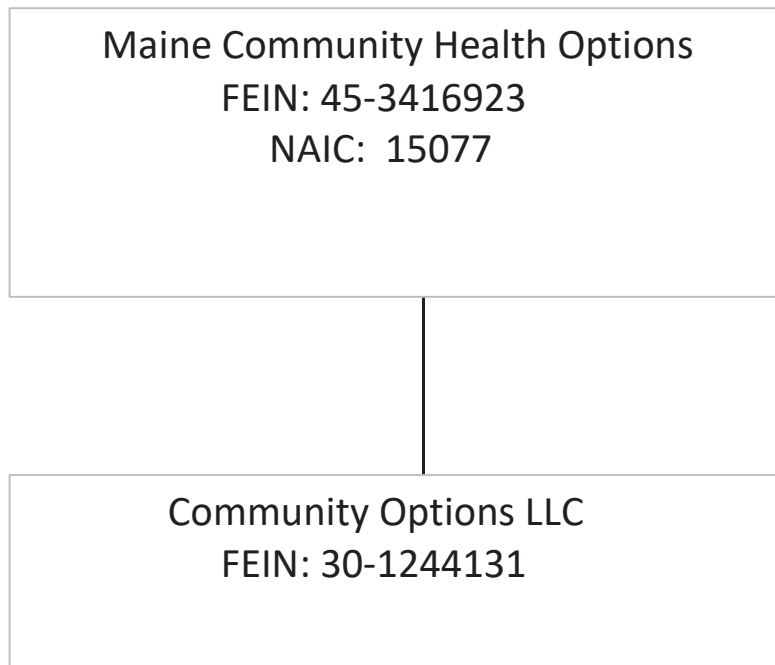 Maine Community Health Options
FEIN: 45-3416923
NAIC:  15077
Community Options LLC
FEIN: 30-1244131